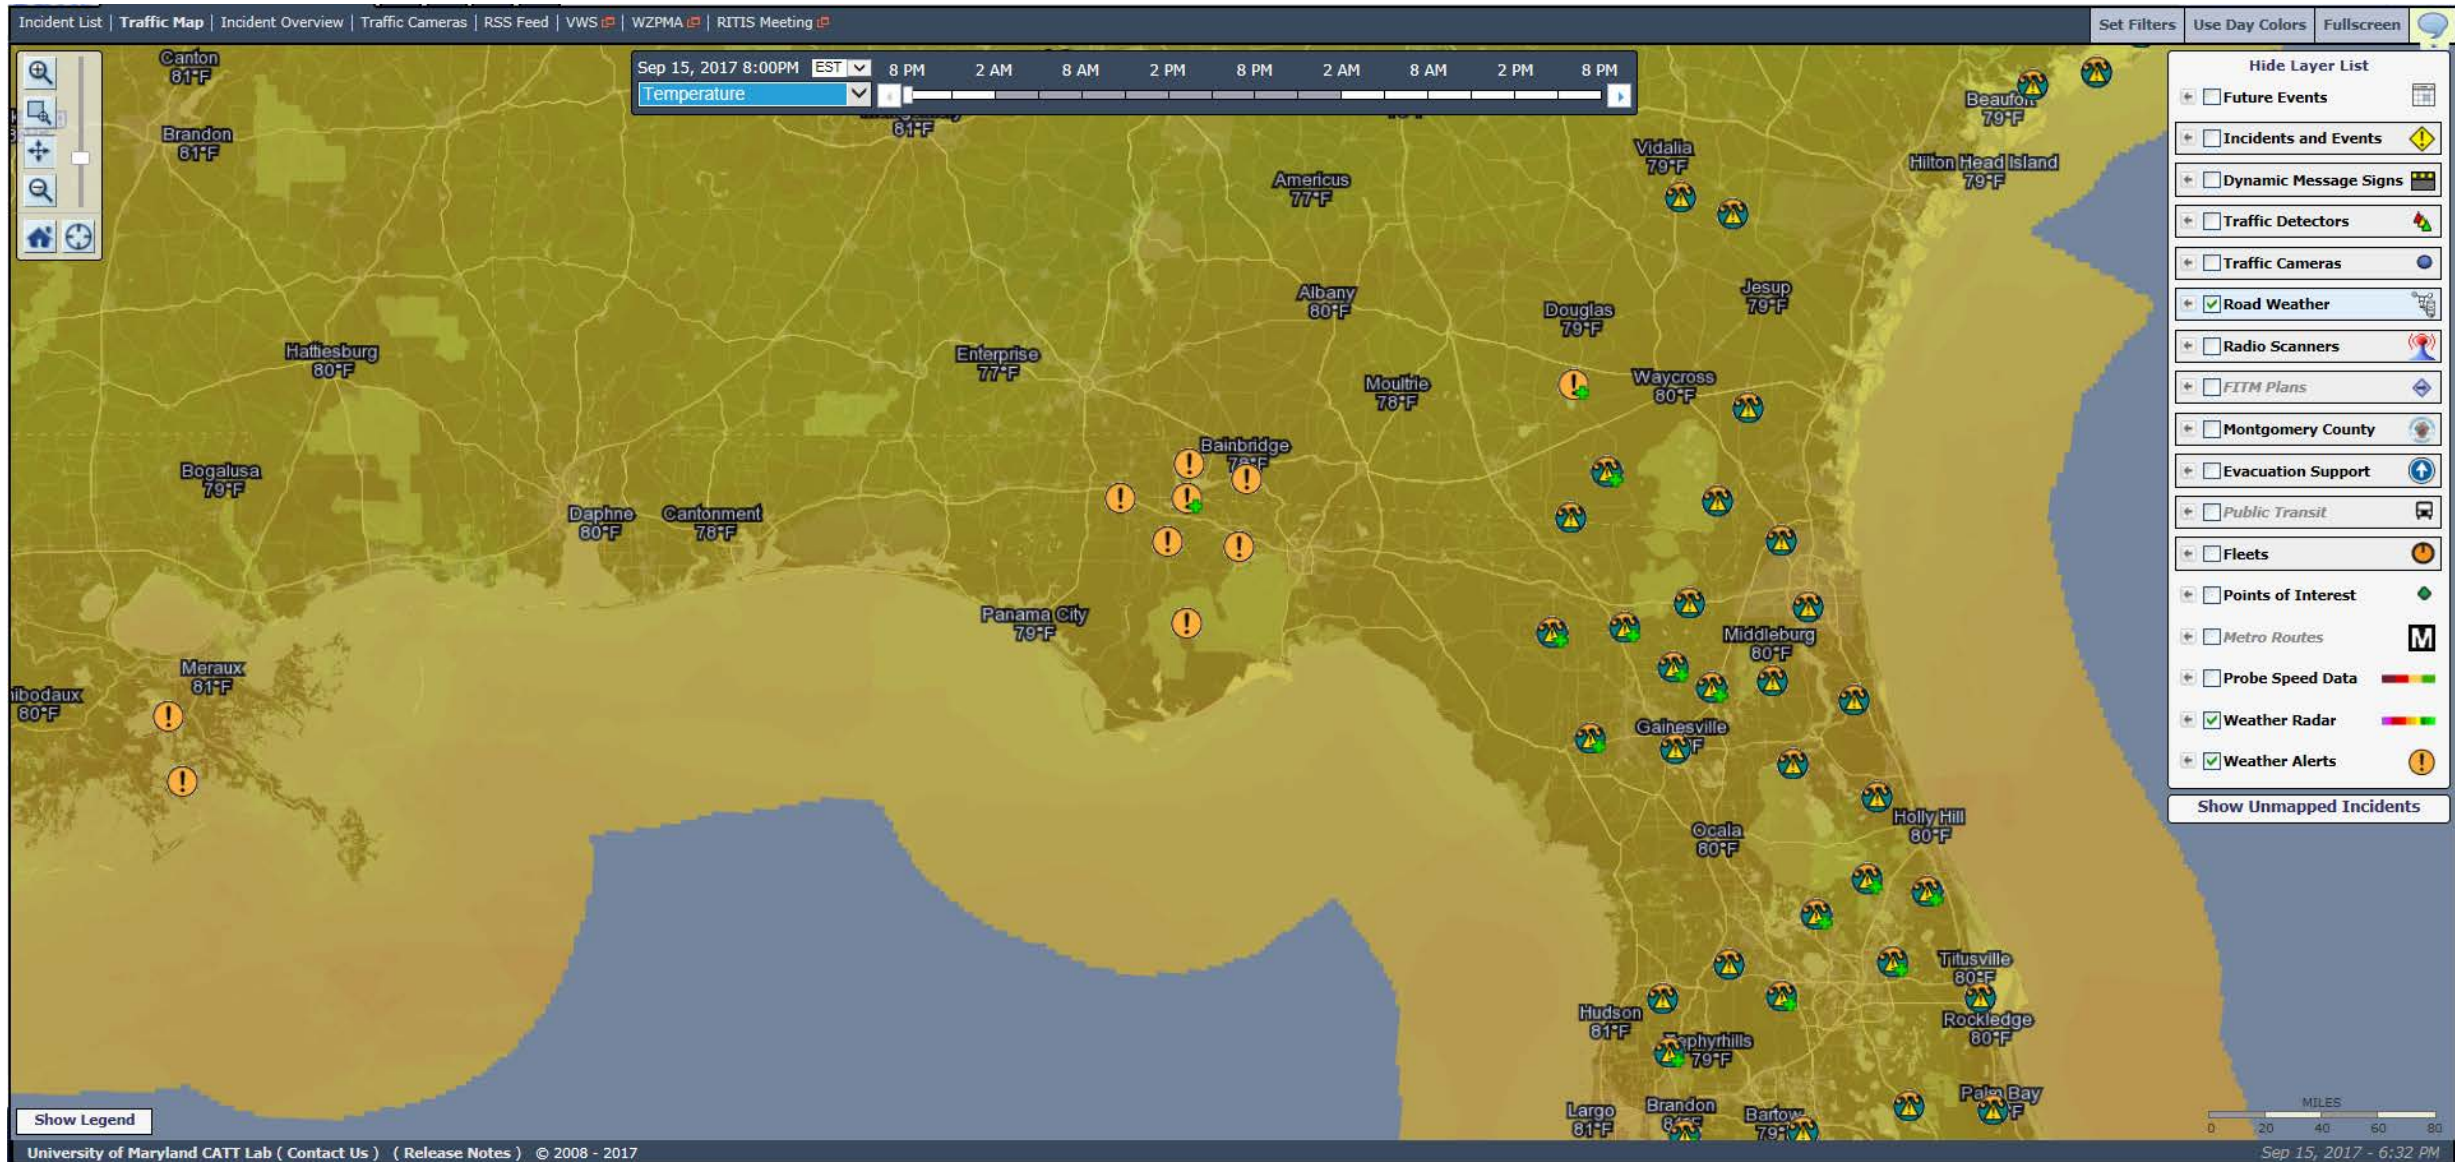 Incident List | Traffic Map | Incident Overview | Traffic Cameras | RSS Feed | VWS | WZPMA | RITIS Meeting
Set Filters
Use Day Colors
Fullscreen
Sep 15, 2017 8:00PM EST 8 PM 2 AM 8 AM 2 PM 8 PM 2 AM 8 AM 2 PM 8 PM
Temperature
Hide Layer List
Future Events
Incidents and Events
Dynamic Message Signs
Traffic Detectors
Traffic Cameras
Road Weather
Radio Scanners
FITM Plans
Montgomery County
Evacuation Support
Public Transit
Fleets
Points of Interest
Metro Routes
M
Probe Speed Data
Weather Radar
Weather Alerts
Show Unmapped Incidents
Canton
81°F
Brandon
81°F
81°F
Americus
77°F
Vidalia
79°F
Beaufort
79°F
Hilton Head Island
79°F
Albany
80°F
Douglas
79°F
Jesup
79°F
Hattiesburg
80°F
Enterprise
77°F
Moultrie
78°F
Waycross
80°F
Bainbridge
Bogalusa
79°F
Daphne
80°F
Cantonment
78°F
Panama City
79°F
Middleburg
80°F
Meraux
81°F
80°F
Gainesville
Ocala
80°F
Holly Hill
80°F
Titusville
80°F
Hudson
81°F
Rockledge
80°F
79°F
Palm Bay
Largo
81°F
Brandon
Bartow
Show Legend
MILES
0 20 40 60 80
University of Maryland CATT Lab ( Contact Us ) ( Release Notes ) © 2008 - 2017
Sep 15, 2017 - 6:32 PM